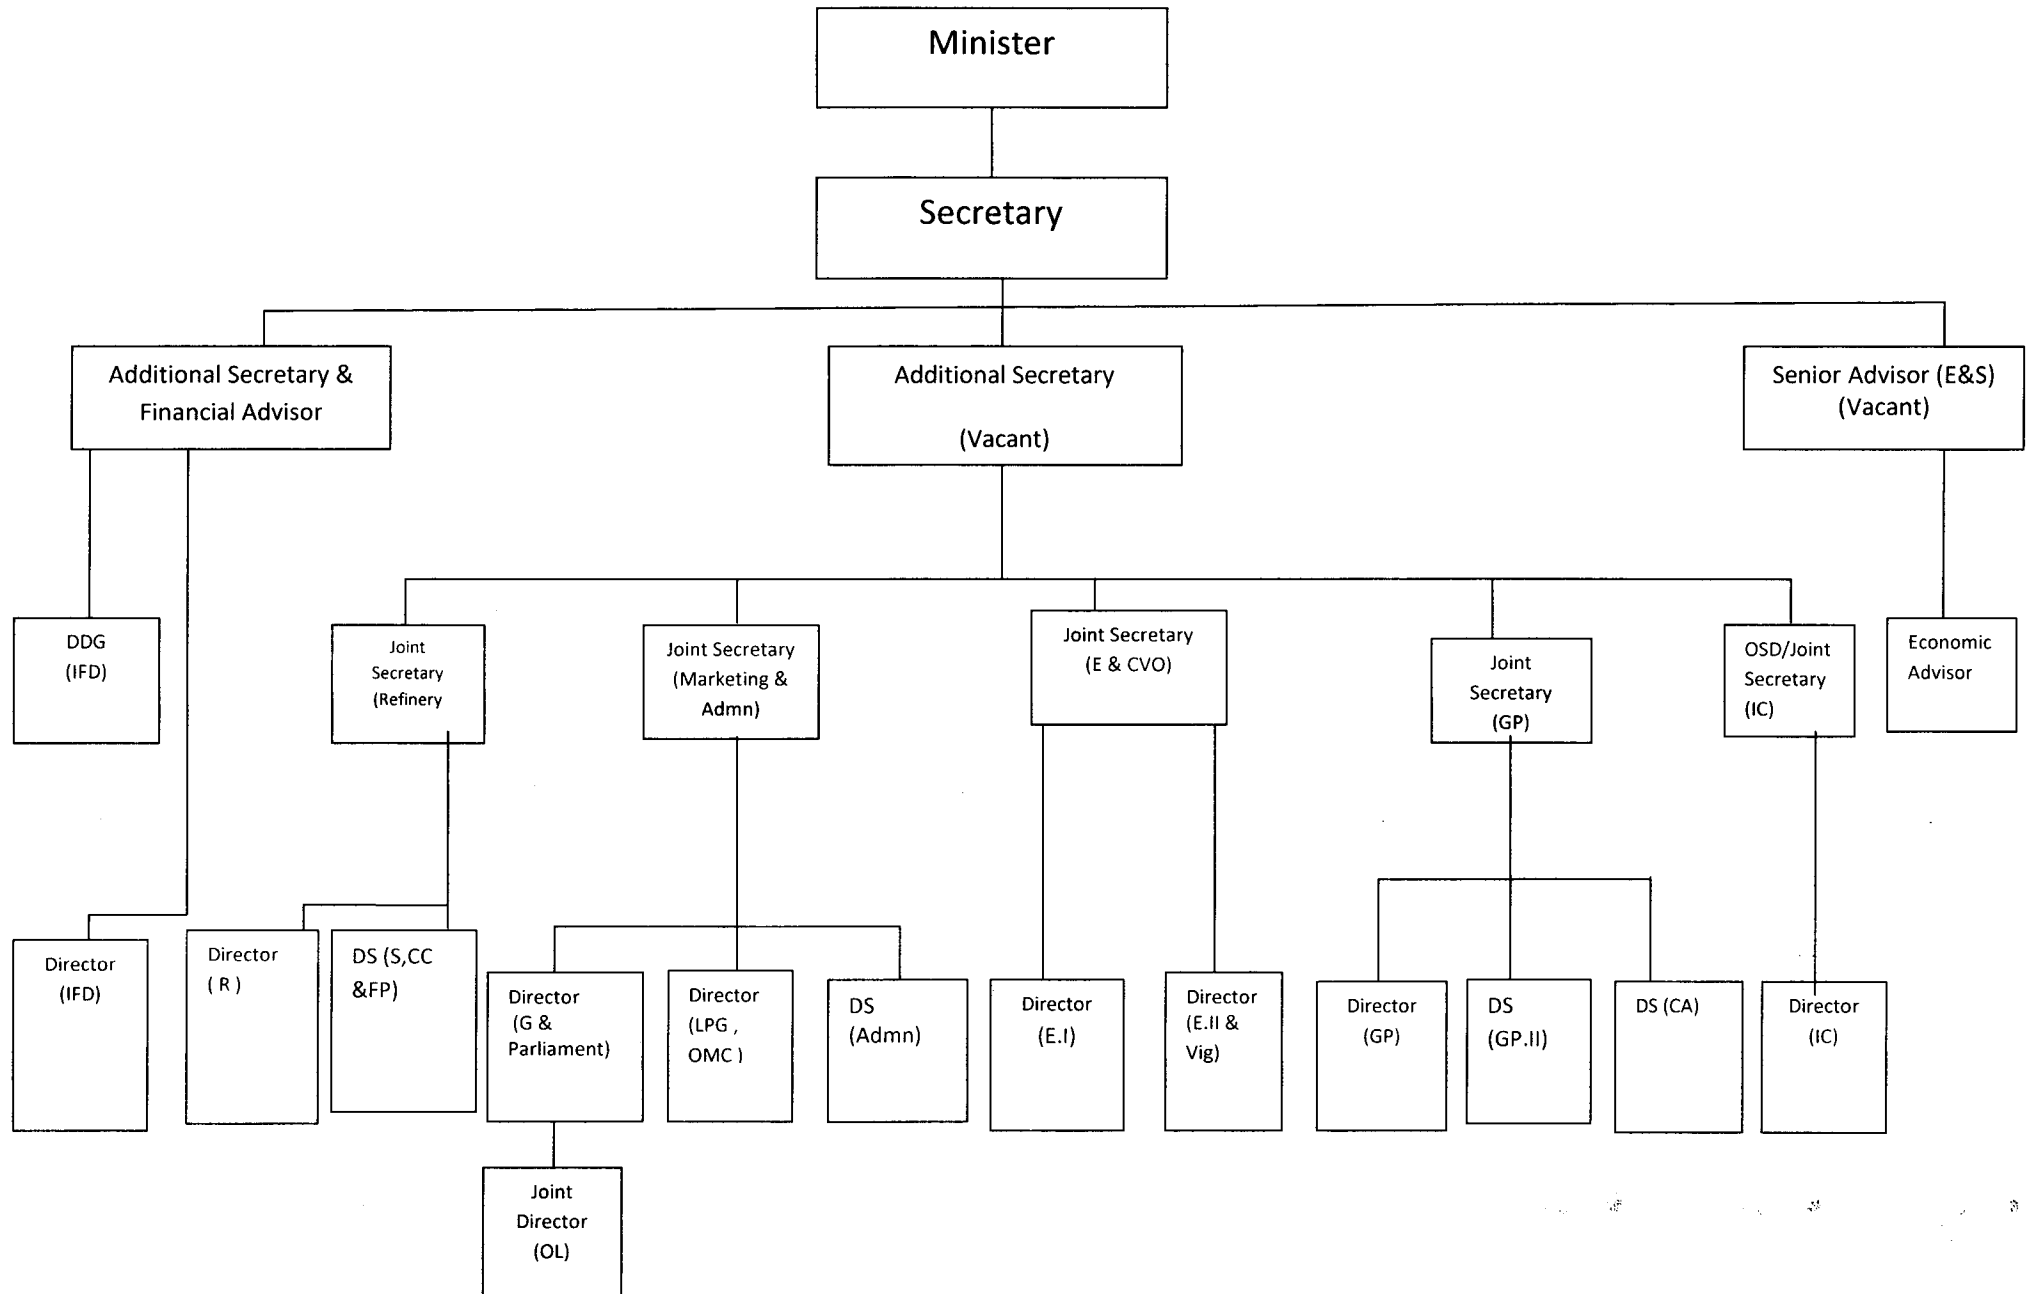 Minister
Secretary
Additional Secretary &
Financial Advisor
Additional Secretary
(Vacant)
Senior Advisor (E&S)
(Vacant)
DDG
(IFD)
Joint
Secretary
(Refinery
Joint Secretary
(Marketing &
Admn)
Joint Secretary
(E & CVO)
Joint
Secretary
(GP)
OSD/Joint
Secretary
(IC)
Economic
Advisor
Director
(IFD)
Director
( R )
DS (S,CC
&FP)
Director
(G &
Parliament)
Director
(LPG ,
OMC )
DS
(Admn)
Director
(E.I)
Director
(E.II &
Vig)
Director
(GP)
DS
(GP.II)
DS (CA)
Director
(IC)
Joint
Director
(OL)